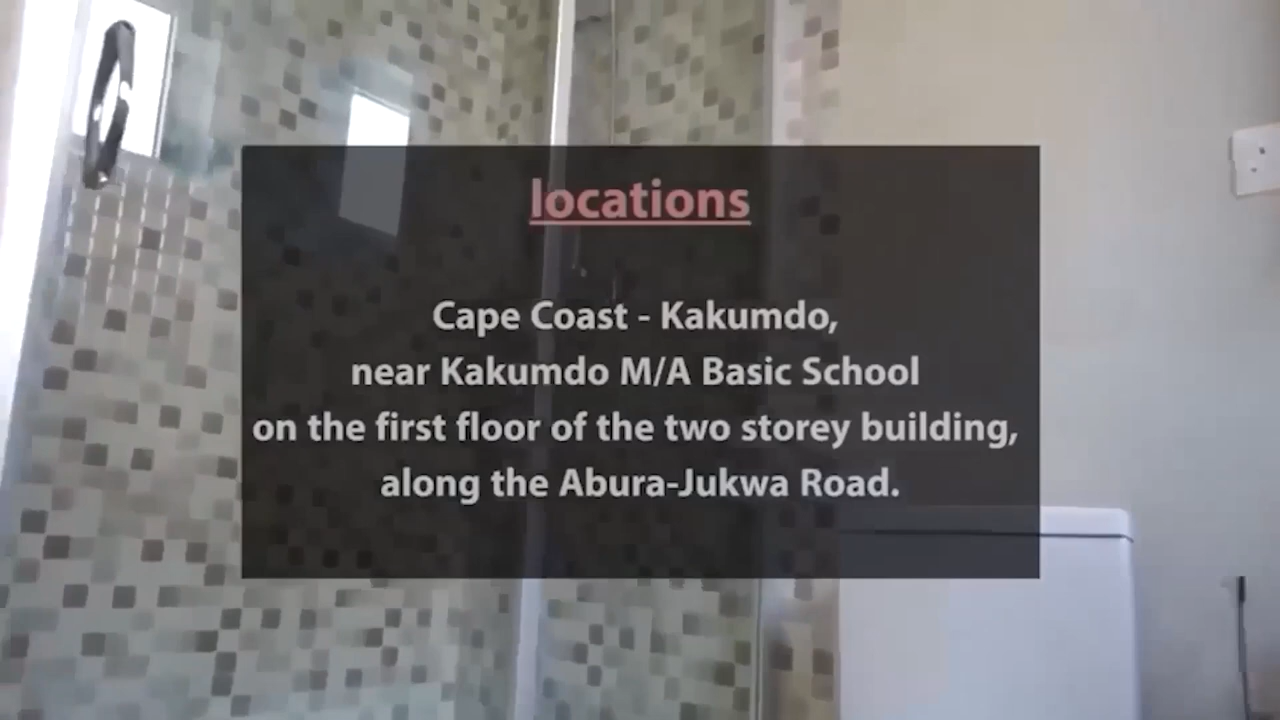 locations
Cape Coast - Kakumdo,
near Kakumdo M/A Basic School
on the first floor of the two storey building,
along the Abura-Jukwa Road.